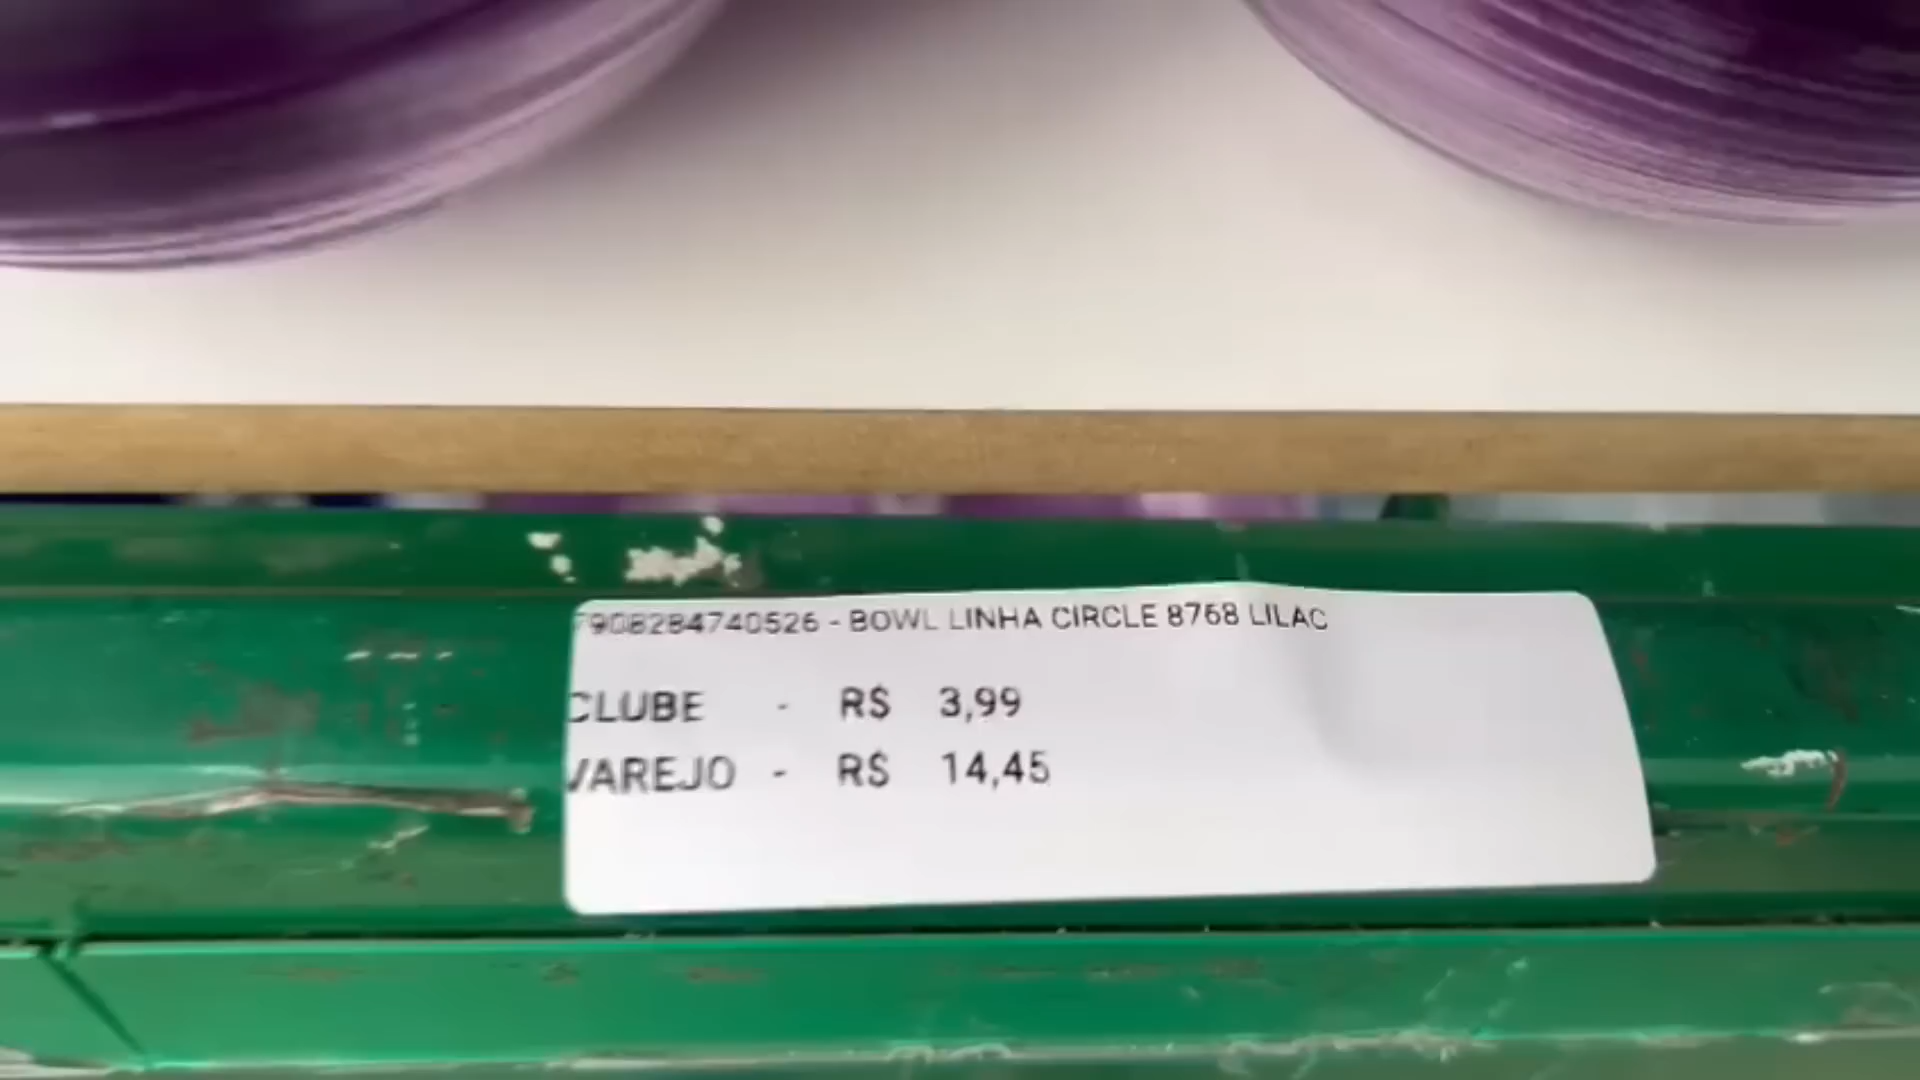 7908284740526 - BOWL LINHA CIRCLE 8768 LILAC
CLUBE - R$ 3,99
VAREJO - R$ 14,45